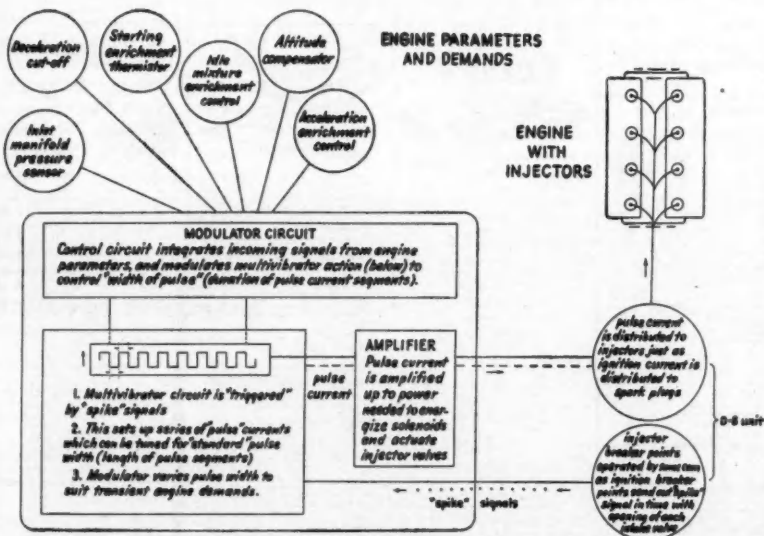 Deceleration
cut-off
Starting
enrichment
thermister
Idle
mixture
enrichment
control
Altitude
compensator
Acceleration
enrichment
control
Inlet
manifold
pressure
sensor
ENGINE PARAMETERS
AND DEMANDS
ENGINE
WITH
INJECTORS
MODULATOR CIRCUIT
Control circuit integrates incoming signals from engine
parameters, and modulates multivibrator action (below) to
control "width of pulse" (duration of pulse current segments).
1. Multivibrator circuit is "triggered"
by "spike" signals
2. This sets up series of "pulse" currents
which can be tuned for "standard" pulse
width (length of pulse segments)
3. Modulator varies pulse width to
suit transient engine demands.
pulse
current
AMPLIFIER
Pulse current
is amplified
up to power
needed to ener-
gize solenoids
and actuate
injector valves
pulse current
is distributed to
injectors just as
ignition current is
distributed to
spark plugs
injector
breaker points
operated by same cam
as ignition breaker
points send out "spike"
signal in time with
opening of each
intake valve
"spike" signals
D-B unit